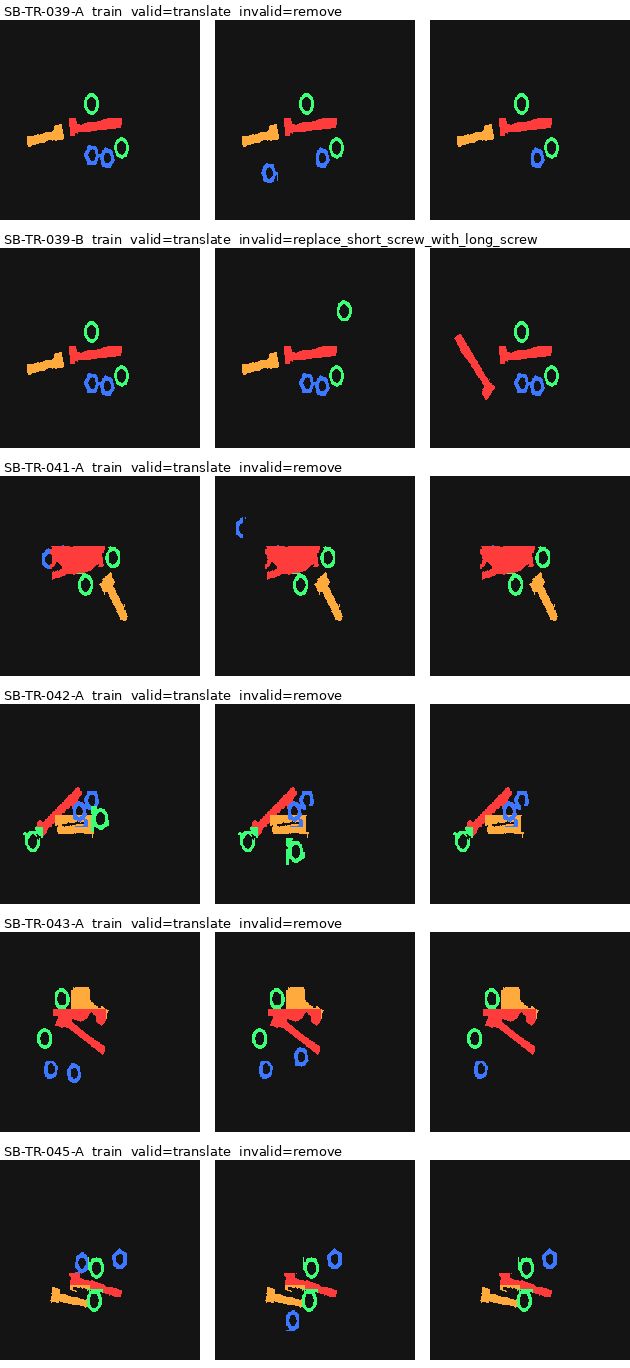 SB-TR-039-A train valid=translate invalid=remove
SB-TR-039-B train valid=translate invalid=replace_short_screw_with_long_screw
SB-TR-041-A train valid=translate invalid=remove
SB-TR-042-A train valid=translate invalid=remove
SB-TR-043-A train valid=translate invalid=remove
SB-TR-045-A train valid=translate invalid=remove